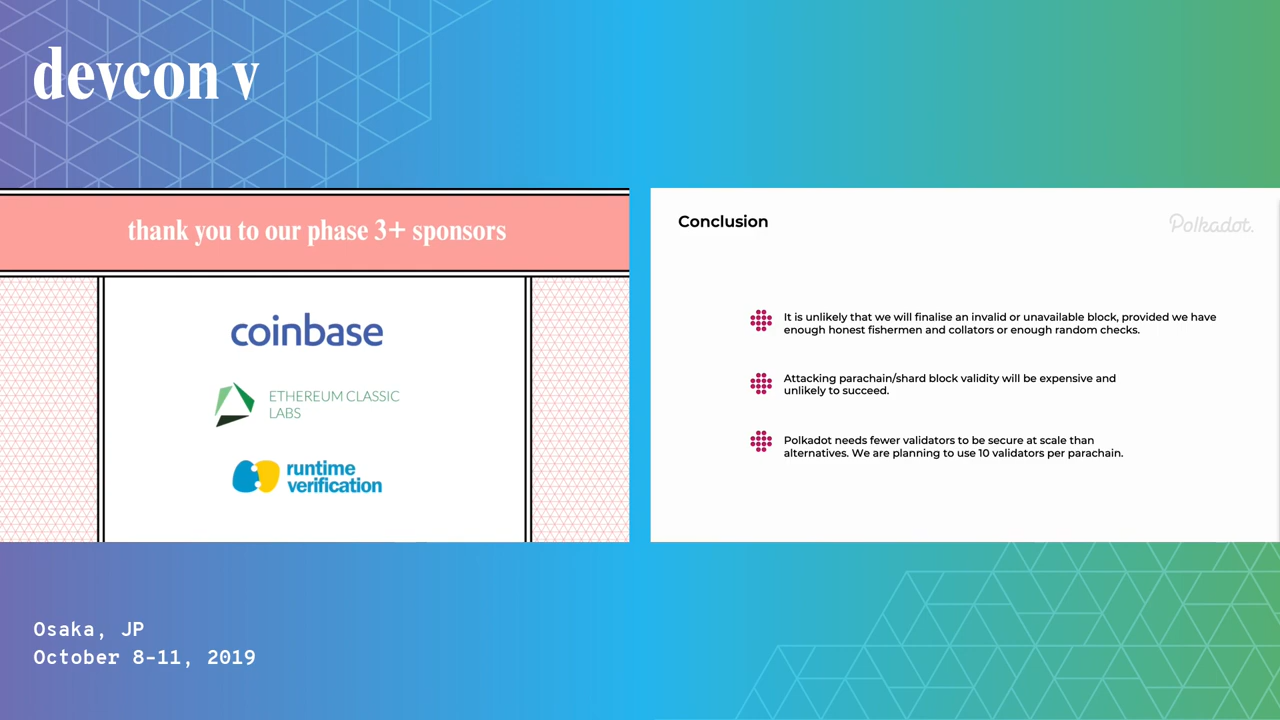 devcon v
thank you to our phase 3+ sponsors
coinbase
ETHEREUM CLASSIC
LABS
runtime
verification
Conclusion
Polkadot.
It is unlikely that we will finalise an invalid or unavailable block, provided we have
enough honest fishermen and collators or enough random checks.
Attacking parachain/shard block validity will be expensive and
unlikely to succeed.
Polkadot needs fewer validators to be secure at scale than
alternatives. We are planning to use 10 validators per parachain.
Osaka, JP
October 8-11, 2019